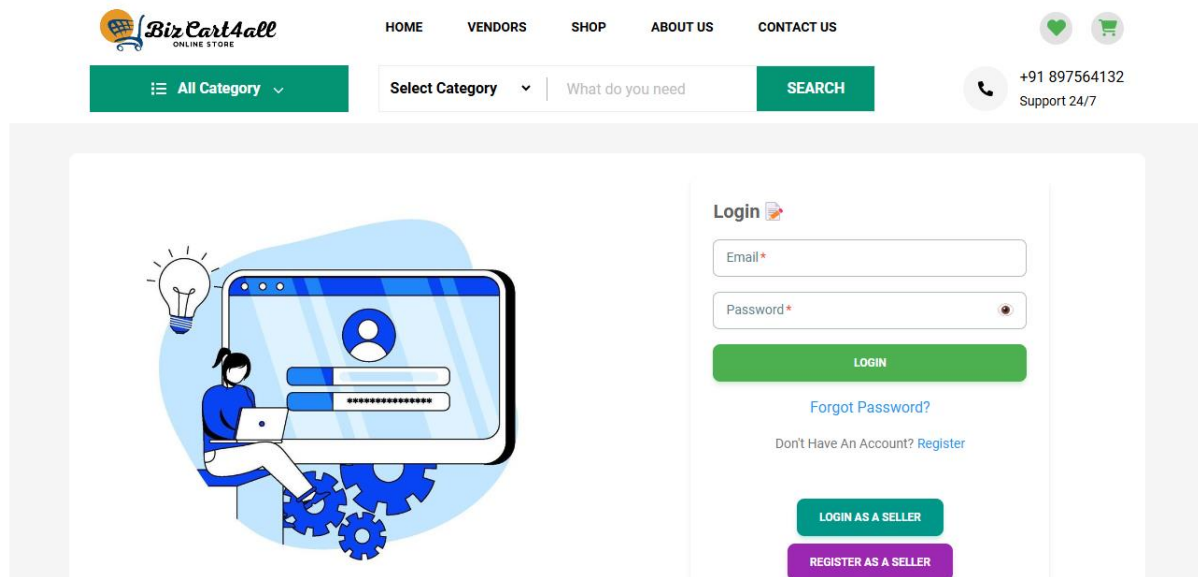 BizCart4all
ONLINE STORE
HOME VENDORS SHOP ABOUT US CONTACT US
All Category
Select Category
What do you need
SEARCH
+91 897564132
Support 24/7
Login
Email*
Password*
LOGIN
Forgot Password?
Don't Have An Account? Register
LOGIN AS A SELLER
REGISTER AS A SELLER
***************